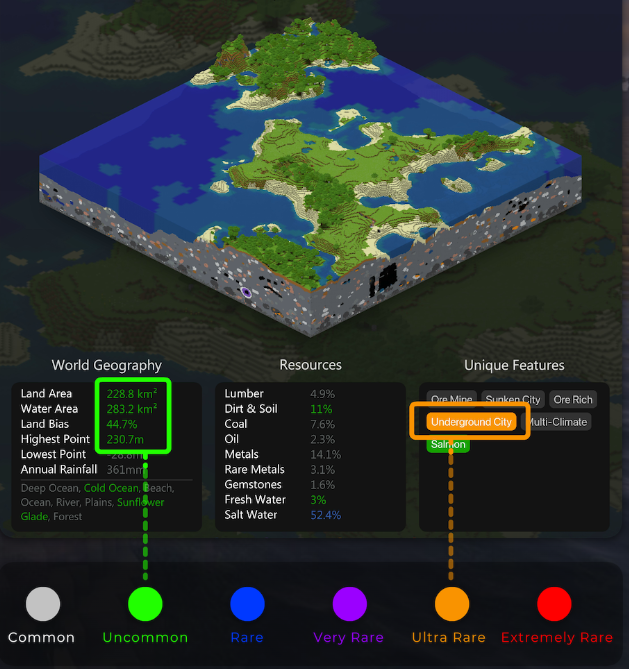 World Geography
Land Area 228.8 km²
Water Area 283.2 km²
Land Bias 44.7%
Highest Point 230.7m
Lowest Point -28.8m
Annual Rainfall 361mm
Deep Ocean, Cold Ocean, Beach,
Ocean, River, Plains, Sunflower
Glade, Forest
Resources
Lumber 4.9%
Dirt & Soil 11%
Coal 7.6%
Oil 2.3%
Metals 14.1%
Rare Metals 3.1%
Gemstones 1.6%
Fresh Water 3%
Salt Water 52.4%
Unique Features
Ore Mine Sunken City Ore Rich
Underground City Multi-Climate
Salmon
Common Uncommon Rare Very Rare Ultra Rare Extremely Rare